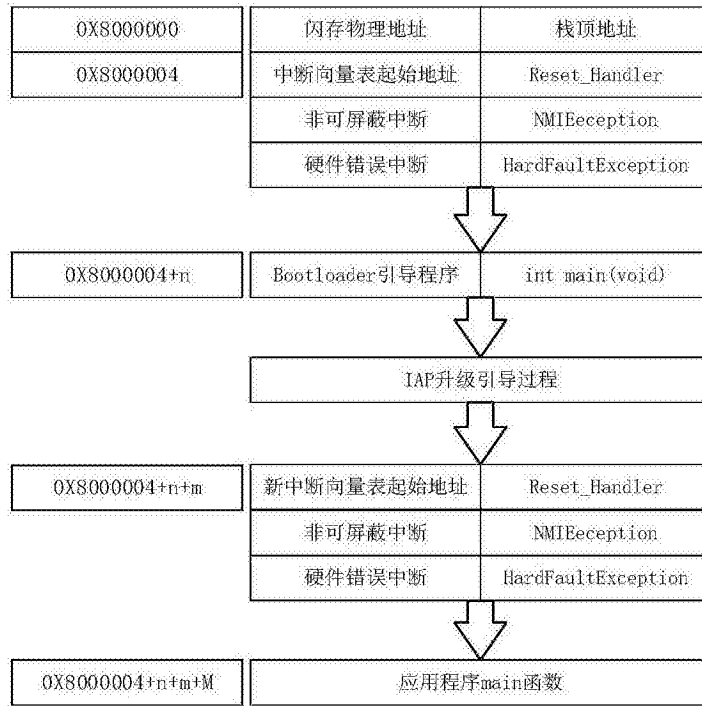 0X8000000 闪存物理地址 栈顶地址
0X8000004 中断向量表起始地址 Reset_Handler
非可屏蔽中断 NMIEeception
硬件错误中断 HardFaultException
0X8000004+n Bootloader引导程序 int main(void)
IAP升级引导过程
0X8000004+n+m 新中断向量表起始地址 Reset_Handler
非可屏蔽中断 NMIEeception
硬件错误中断 HardFaultException
0X8000004+n+m+M 应用程序main函数